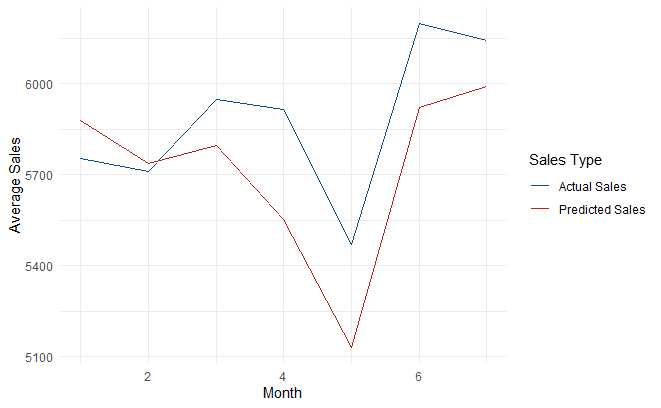 6000
5700
5400
5100
Average Sales
2 4 6
Month
Sales Type
Actual Sales
Predicted Sales